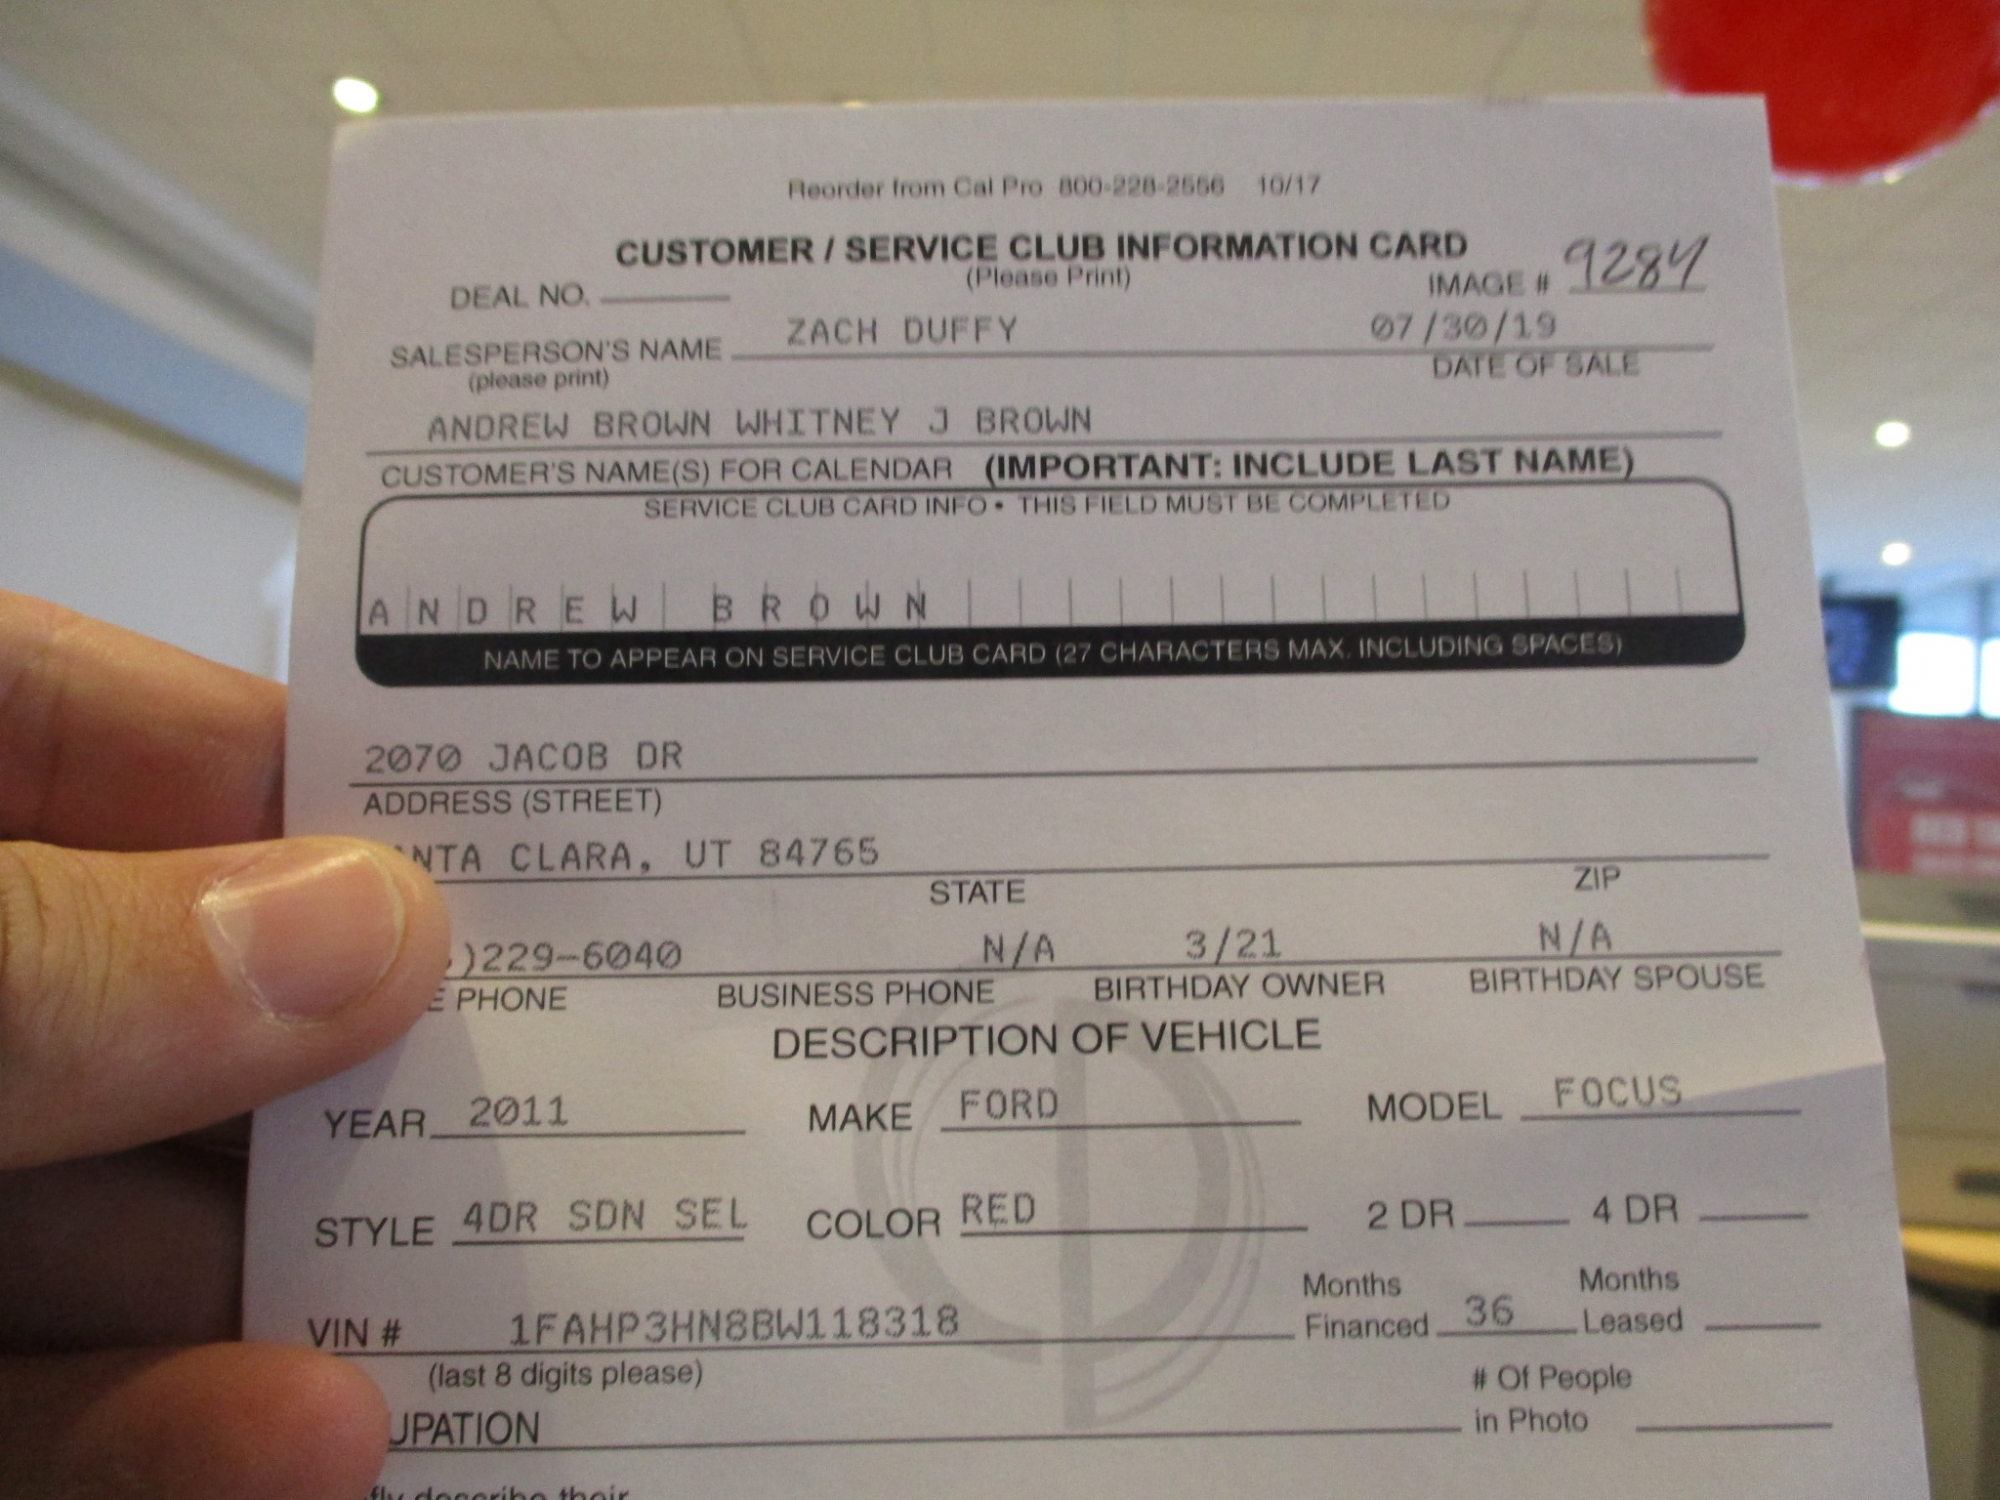 Reorder from Cal Pro 800-228-2556 10/17
CUSTOMER / SERVICE CLUB INFORMATION CARD
(Please Print)
DEAL NO. IMAGE # 9284
SALESPERSON'S NAME ZACH DUFFY 07/30/19
(please print) DATE OF SALE
ANDREW BROWN WHITNEY J BROWN
CUSTOMER'S NAME(S) FOR CALENDAR (IMPORTANT: INCLUDE LAST NAME)
SERVICE CLUB CARD INFO • THIS FIELD MUST BE COMPLETED
ANDREW BROWN
NAME TO APPEAR ON SERVICE CLUB CARD (27 CHARACTERS MAX. INCLUDING SPACES)
2070 JACOB DR
ADDRESS (STREET)
NTA CLARA, UT 84765
STATE ZIP
)229-6040 N/A 3/21 N/A
E PHONE BUSINESS PHONE BIRTHDAY OWNER BIRTHDAY SPOUSE
DESCRIPTION OF VEHICLE
YEAR 2011 MAKE FORD MODEL FOCUS
STYLE 4DR SDN SEL COLOR RED 2 DR 4 DR
Months Months
VIN # 1FAHP3HN8BW118318 Financed 36 Leased
(last 8 digits please) # Of People
UPATION in Photo
describe their